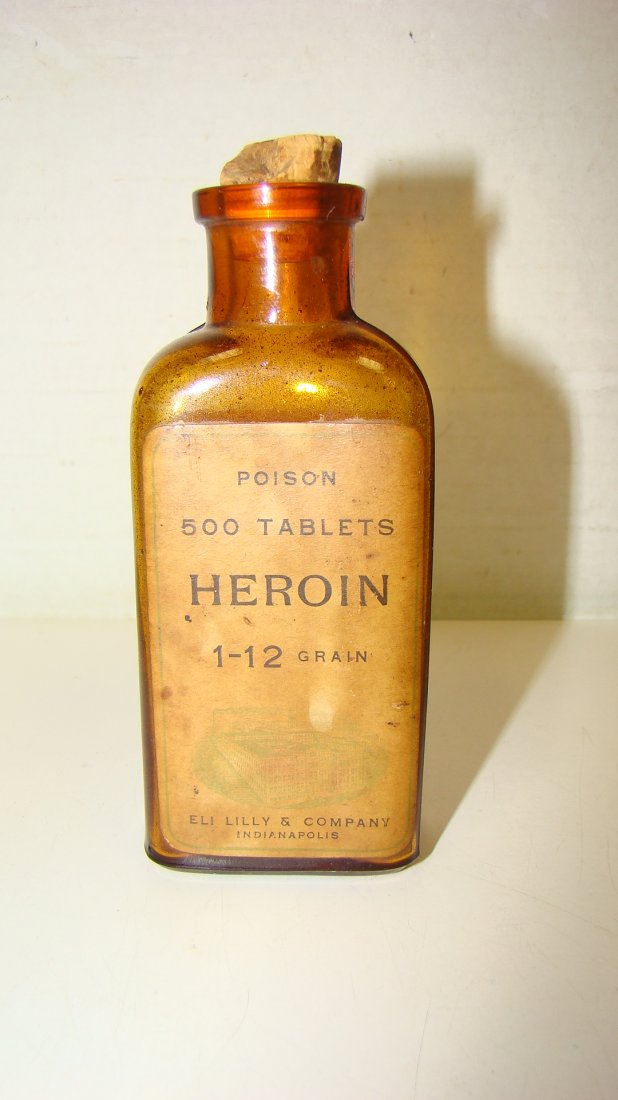 POISON
500 TABLETS
HEROIN
1-12 GRAIN
ELI LILLY & COMPANY
INDIANAPOLIS